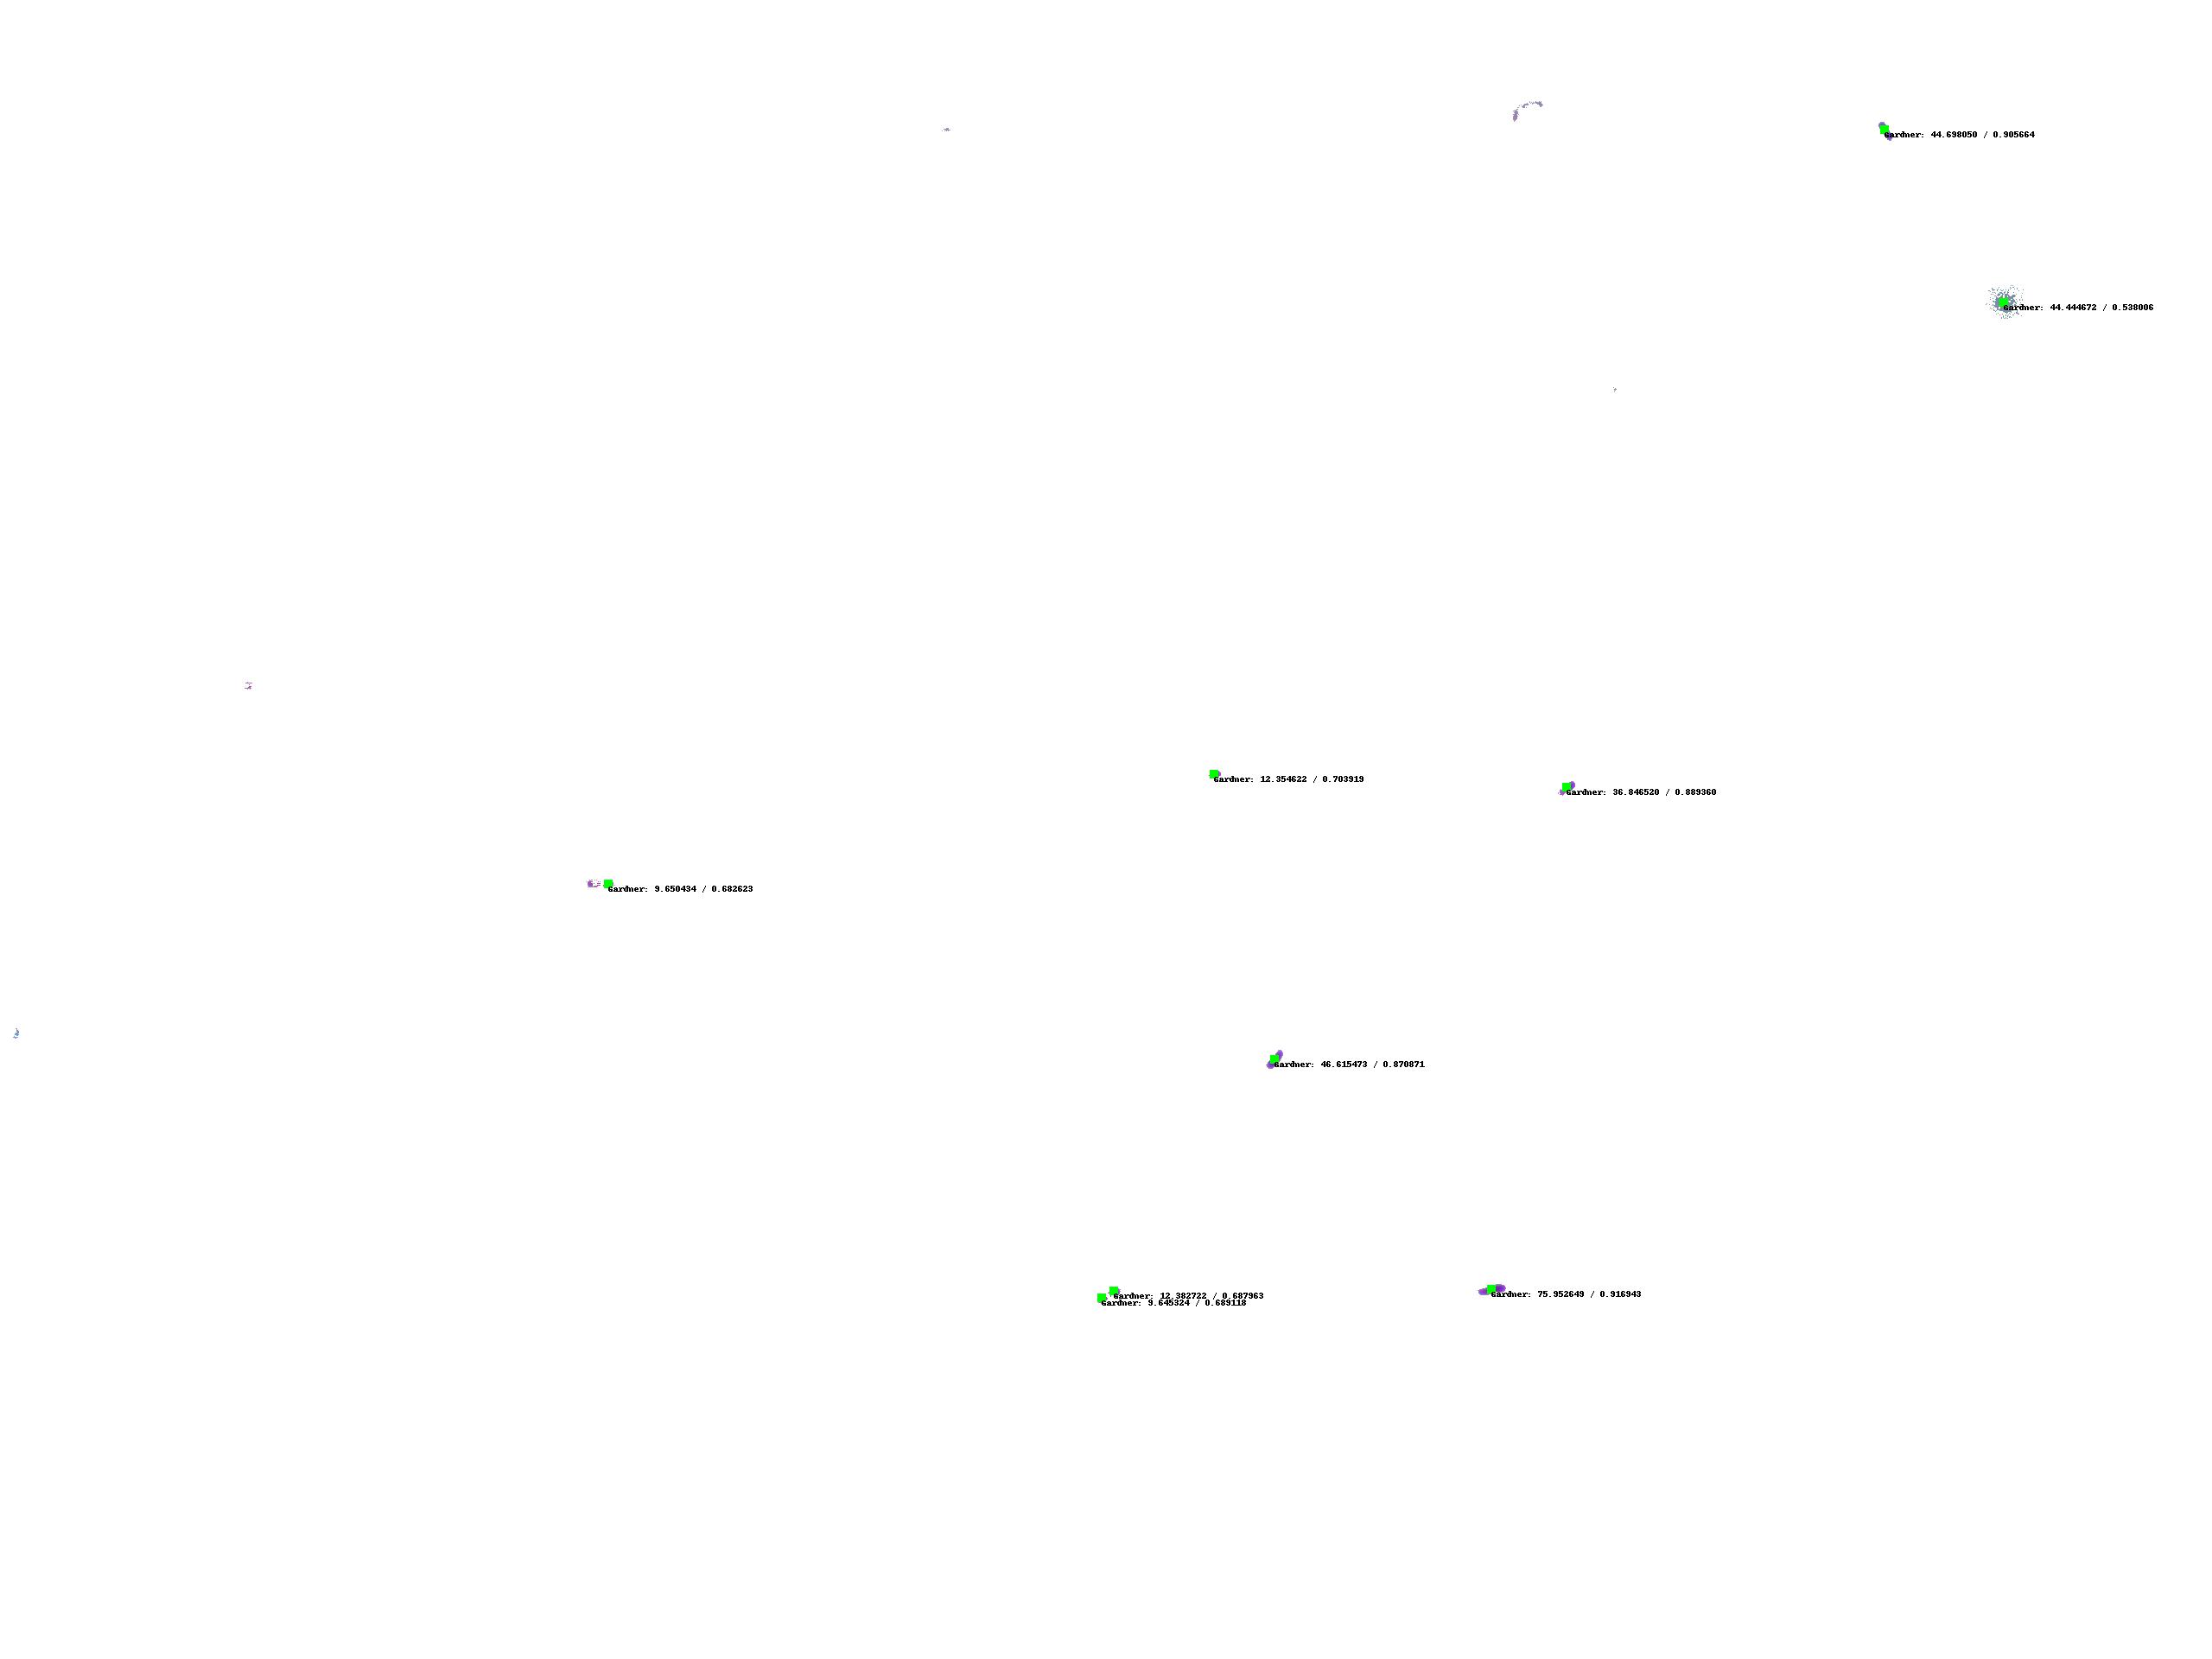 Gardner: 44.698050 / 0.905664
Gardner: 44.444672 / 0.538006
Gardner: 12.354622 / 0.703919
Gardner: 36.846520 / 0.889360
Gardner: 9.650434 / 0.682623
Gardner: 46.615473 / 0.870871
Gardner: 75.952649 / 0.916943
Gardner: 12.382722 / 0.687963
Gardner: 9.645324 / 0.689118